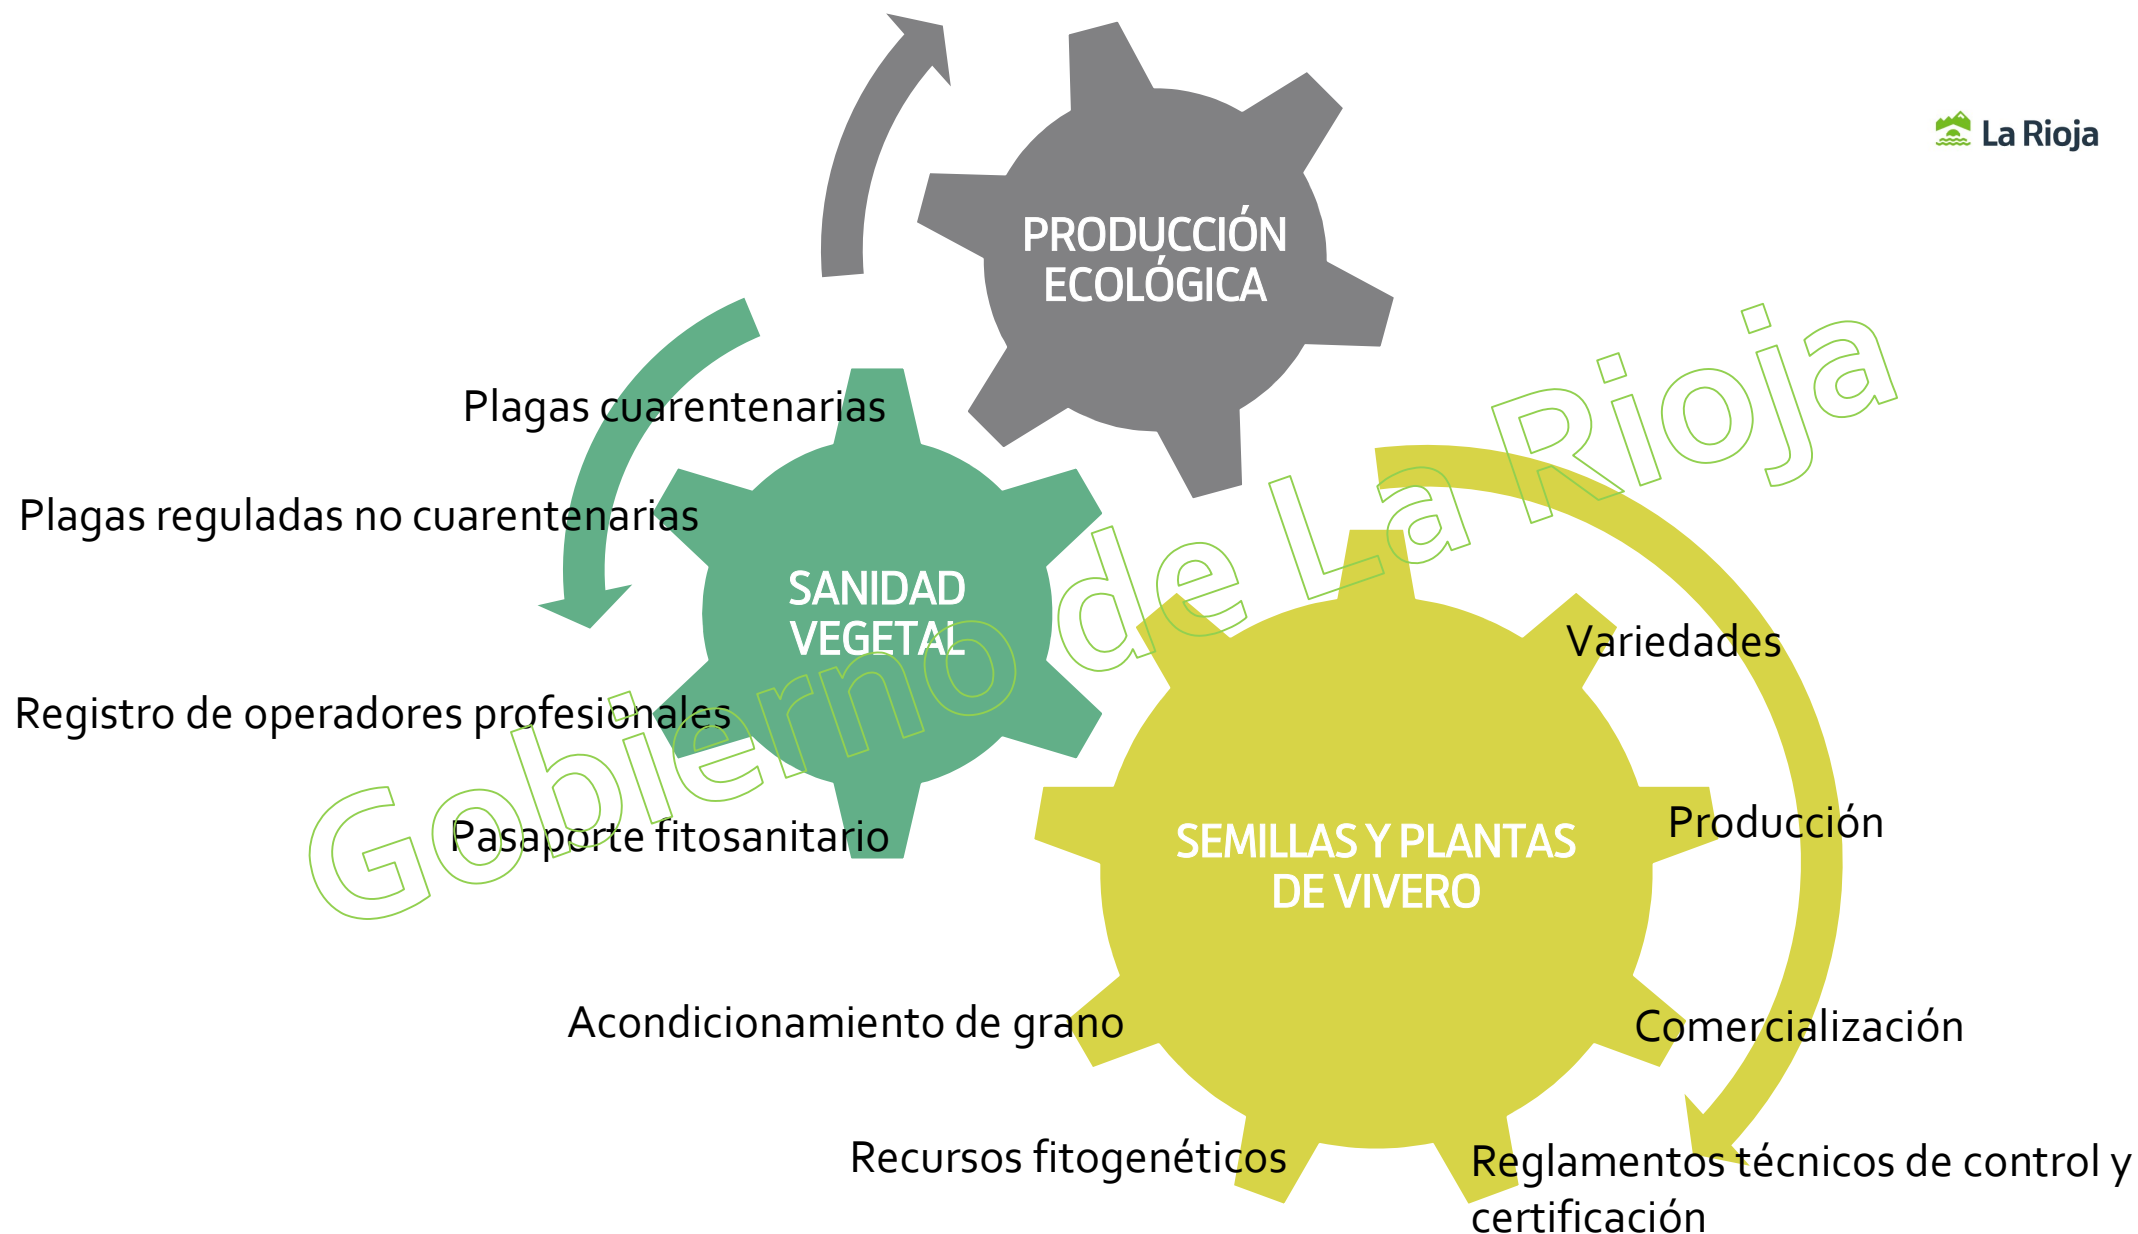 La Rioja
PRODUCCIÓN
ECOLÓGICA
Plagas cuarentenarias
Plagas reguladas no cuarentenarias
SANIDAD
VEGETAL
Registro de operadores profesionales
Pasaporte fitosanitario
Variedades
Producción
SEMILLAS Y PLANTAS
DE VIVERO
Acondicionamiento de grano
Comercialización
Recursos fitogenéticos
Reglamentos técnicos de control y
certificación
Gobierno de La Rioja